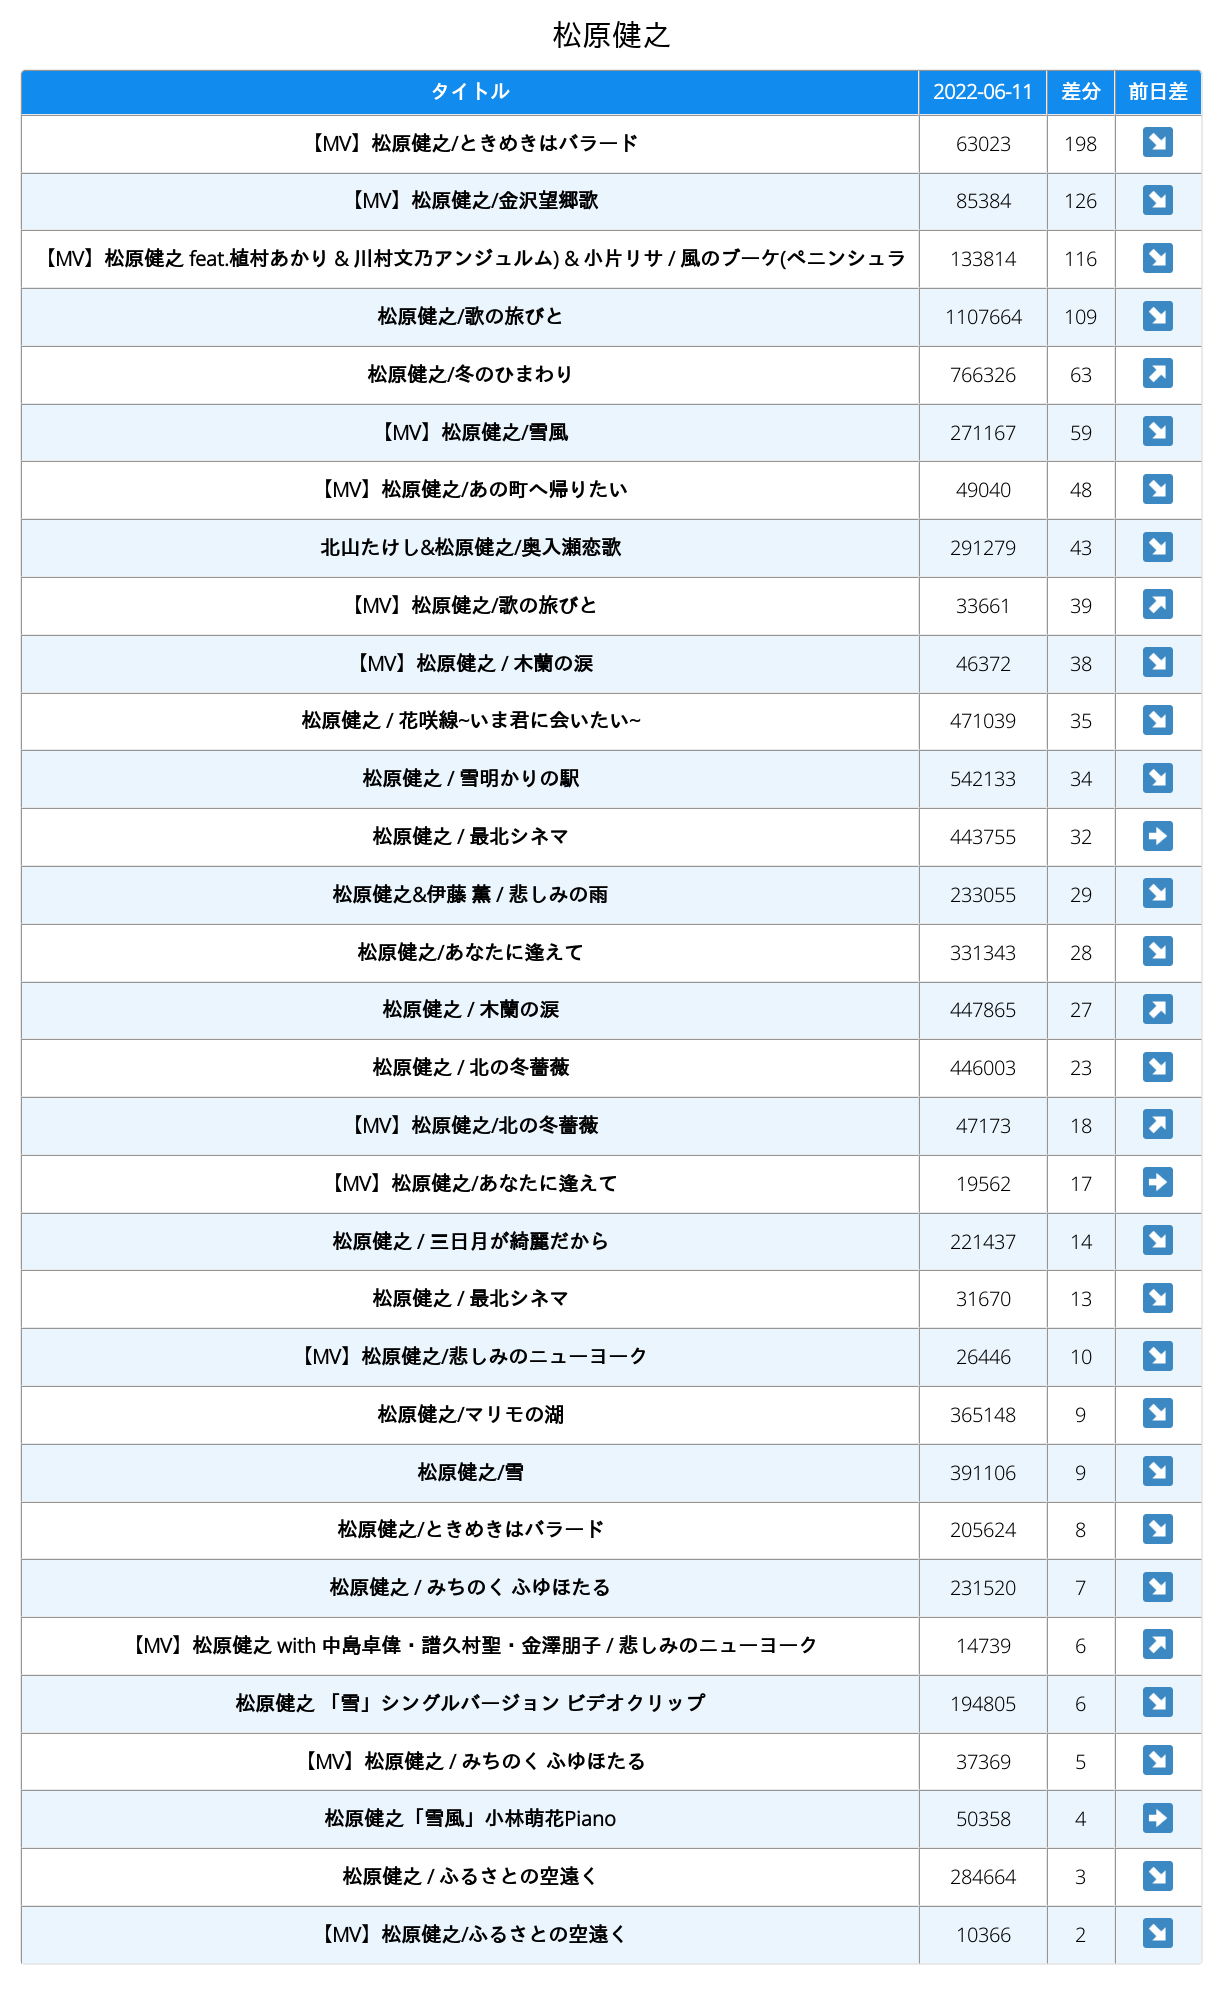 松原健之
タイトル 2022-06-11 差分 前日差
【MV】松原健之/ときめきはバラード 63023 198 ↘
【MV】松原健之/金沢望郷歌 85384 126 ↘
【MV】松原健之 feat.植村あかり & 川村文乃アンジュルム) & 小片リサ / 風のブーケ(ペニンシュラ 133814 116 ↘
松原健之/歌の旅びと 1107664 109 ↘
松原健之/冬のひまわり 766326 63 ↗
【MV】松原健之/雪風 271167 59 ↘
【MV】松原健之/あの町へ帰りたい 49040 48 ↘
北山たけし&松原健之/奥入瀬恋歌 291279 43 ↘
【MV】松原健之/歌の旅びと 33661 39 ↗
【MV】松原健之 / 木蘭の涙 46372 38 ↘
松原健之 / 花咲線~いま君に会いたい~ 471039 35 ↘
松原健之 / 雪明かりの駅 542133 34 ↘
松原健之 / 最北シネマ 443755 32 ➡
松原健之&伊藤 薫 / 悲しみの雨 233055 29 ↘
松原健之/あなたに逢えて 331343 28 ↘
松原健之 / 木蘭の涙 447865 27 ↗
松原健之 / 北の冬薔薇 446003 23 ↘
【MV】松原健之/北の冬薔薇 47173 18 ↗
【MV】松原健之/あなたに逢えて 19562 17 ➡
松原健之 / 三日月が綺麗だから 221437 14 ↘
松原健之 / 最北シネマ 31670 13 ↘
【MV】松原健之/悲しみのニューヨーク 26446 10 ↘
松原健之/マリモの湖 365148 9 ↘
松原健之/雪 391106 9 ↘
松原健之/ときめきはバラード 205624 8 ↘
松原健之 / みちのく ふゆほたる 231520 7 ↘
【MV】松原健之 with 中島卓偉・譜久村聖・金澤朋子 / 悲しみのニューヨーク 14739 6 ↗
松原健之 「雪」シングルバージョン ビデオクリップ 194805 6 ↘
【MV】松原健之 / みちのく ふゆほたる 37369 5 ↘
松原健之「雪風」小林萌花Piano 50358 4 ➡
松原健之 / ふるさとの空遠く 284664 3 ↘
【MV】松原健之/ふるさとの空遠く 10366 2 ↘